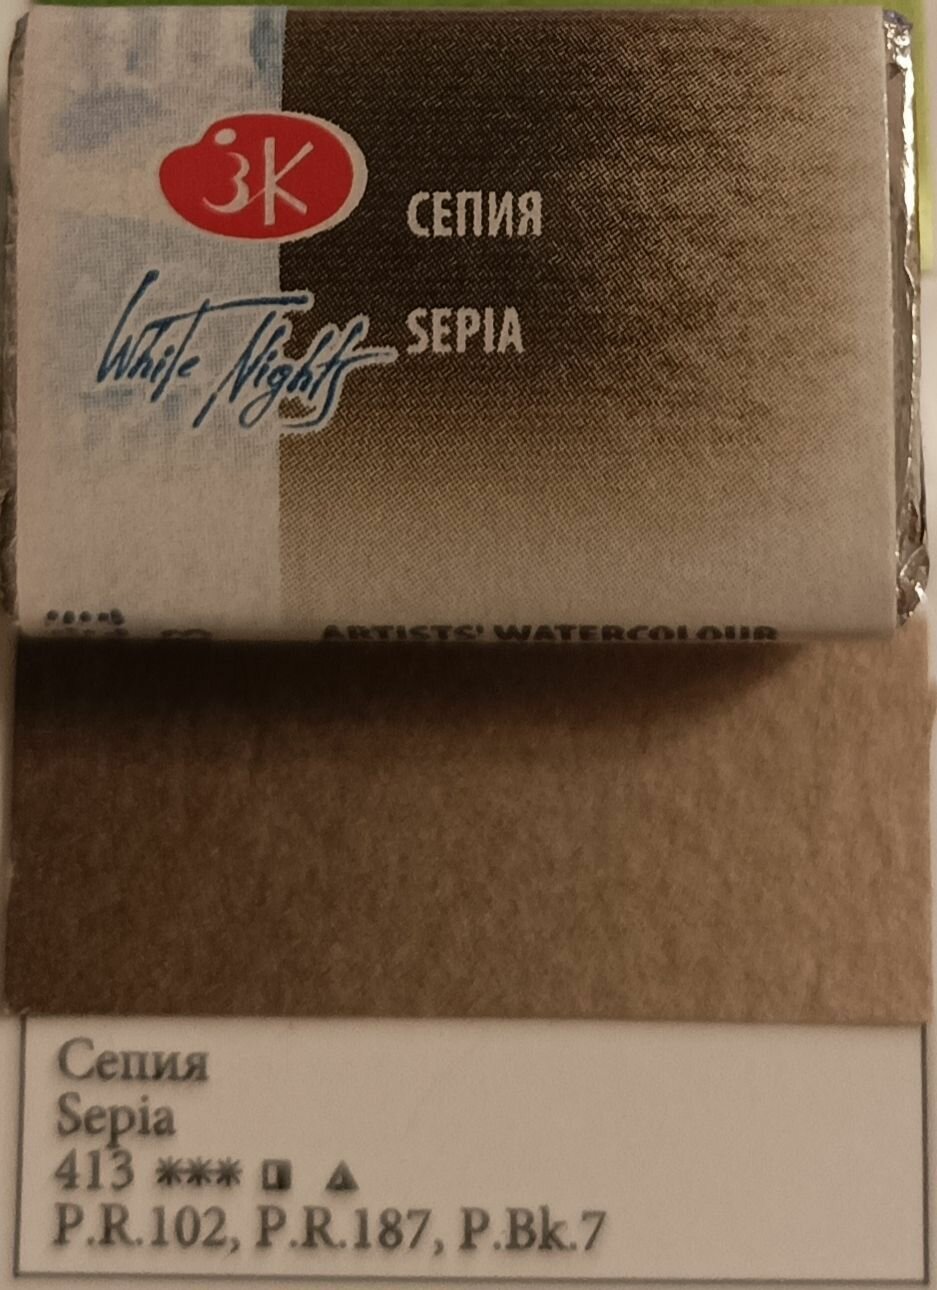 ЗК
СЕПИЯ
SEPIA
White Nights
ARTISTS' WATERCOLOUR
Сепия
Sepia
413 ***
P.R.102, P.R.187, P.Bk.7